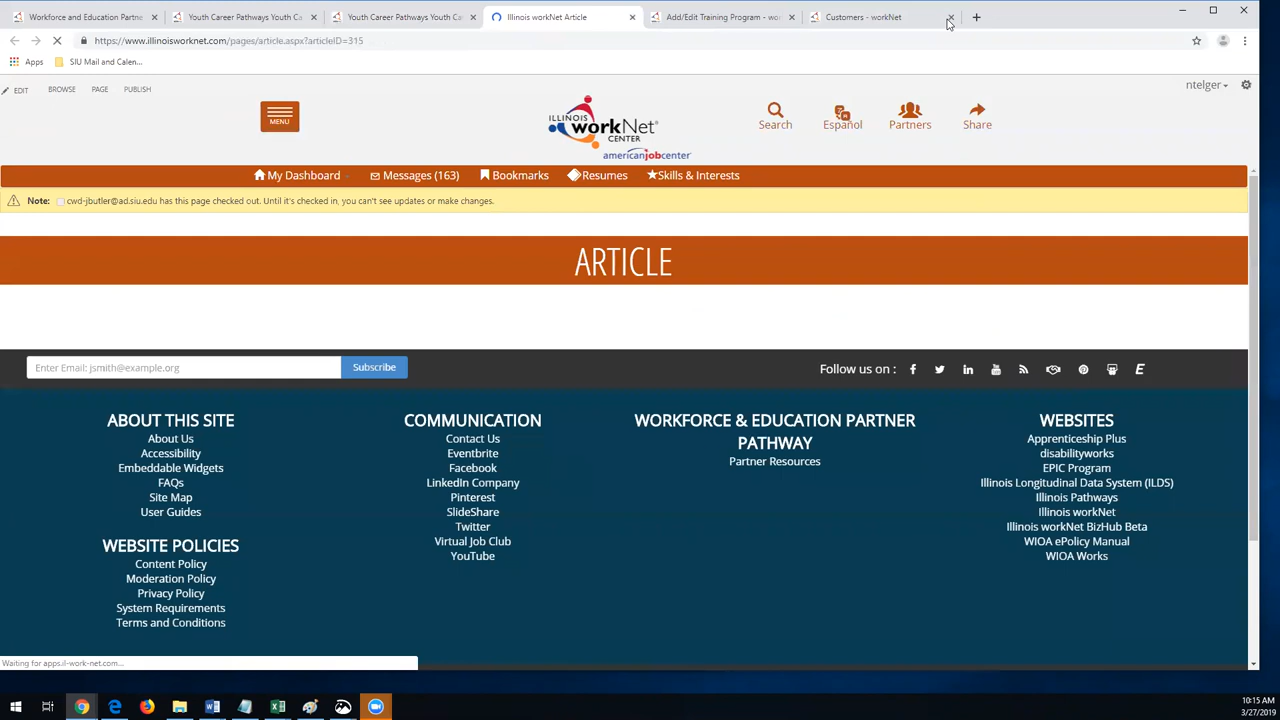 Workforce and Education Partne
Youth Career Pathways Youth Ca
Youth Career Pathways Youth Ca
Illinois workNet Article
Add/Edit Training Program - wo
Customers - workNet
https://www.illinoisworknet.com/pages/article.aspx?articleID=315
Apps
SIU Mail and Calen...
EDIT
BROWSE
PAGE
PUBLISH
ntelger
MENU
ILLINOIS
workNet
CENTER
americanjobcenter
Search
Español
Partners
Share
My Dashboard
Messages (163)
Bookmarks
Resumes
Skills & Interests
Note: cwd-jbutler@ad.siu.edu has this page checked out. Until it's checked in, you can't see updates or make changes.
ARTICLE
Enter Email: jsmith@example.org
Subscribe
Follow us on :
ABOUT THIS SITE
About Us
Accessibility
Embeddable Widgets
FAQs
Site Map
User Guides
WEBSITE POLICIES
Content Policy
Moderation Policy
Privacy Policy
System Requirements
Terms and Conditions
COMMUNICATION
Contact Us
Eventbrite
Facebook
LinkedIn Company
Pinterest
SlideShare
Twitter
Virtual Job Club
YouTube
WORKFORCE & EDUCATION PARTNER
PATHWAY
Partner Resources
WEBSITES
Apprenticeship Plus
disabilityworks
EPIC Program
Illinois Longitudinal Data System (ILDS)
Illinois Pathways
Illinois workNet
Illinois workNet BizHub Beta
WIOA ePolicy Manual
WIOA Works
Waiting for apps.il-work-net.com...
10:15 AM
3/27/2019